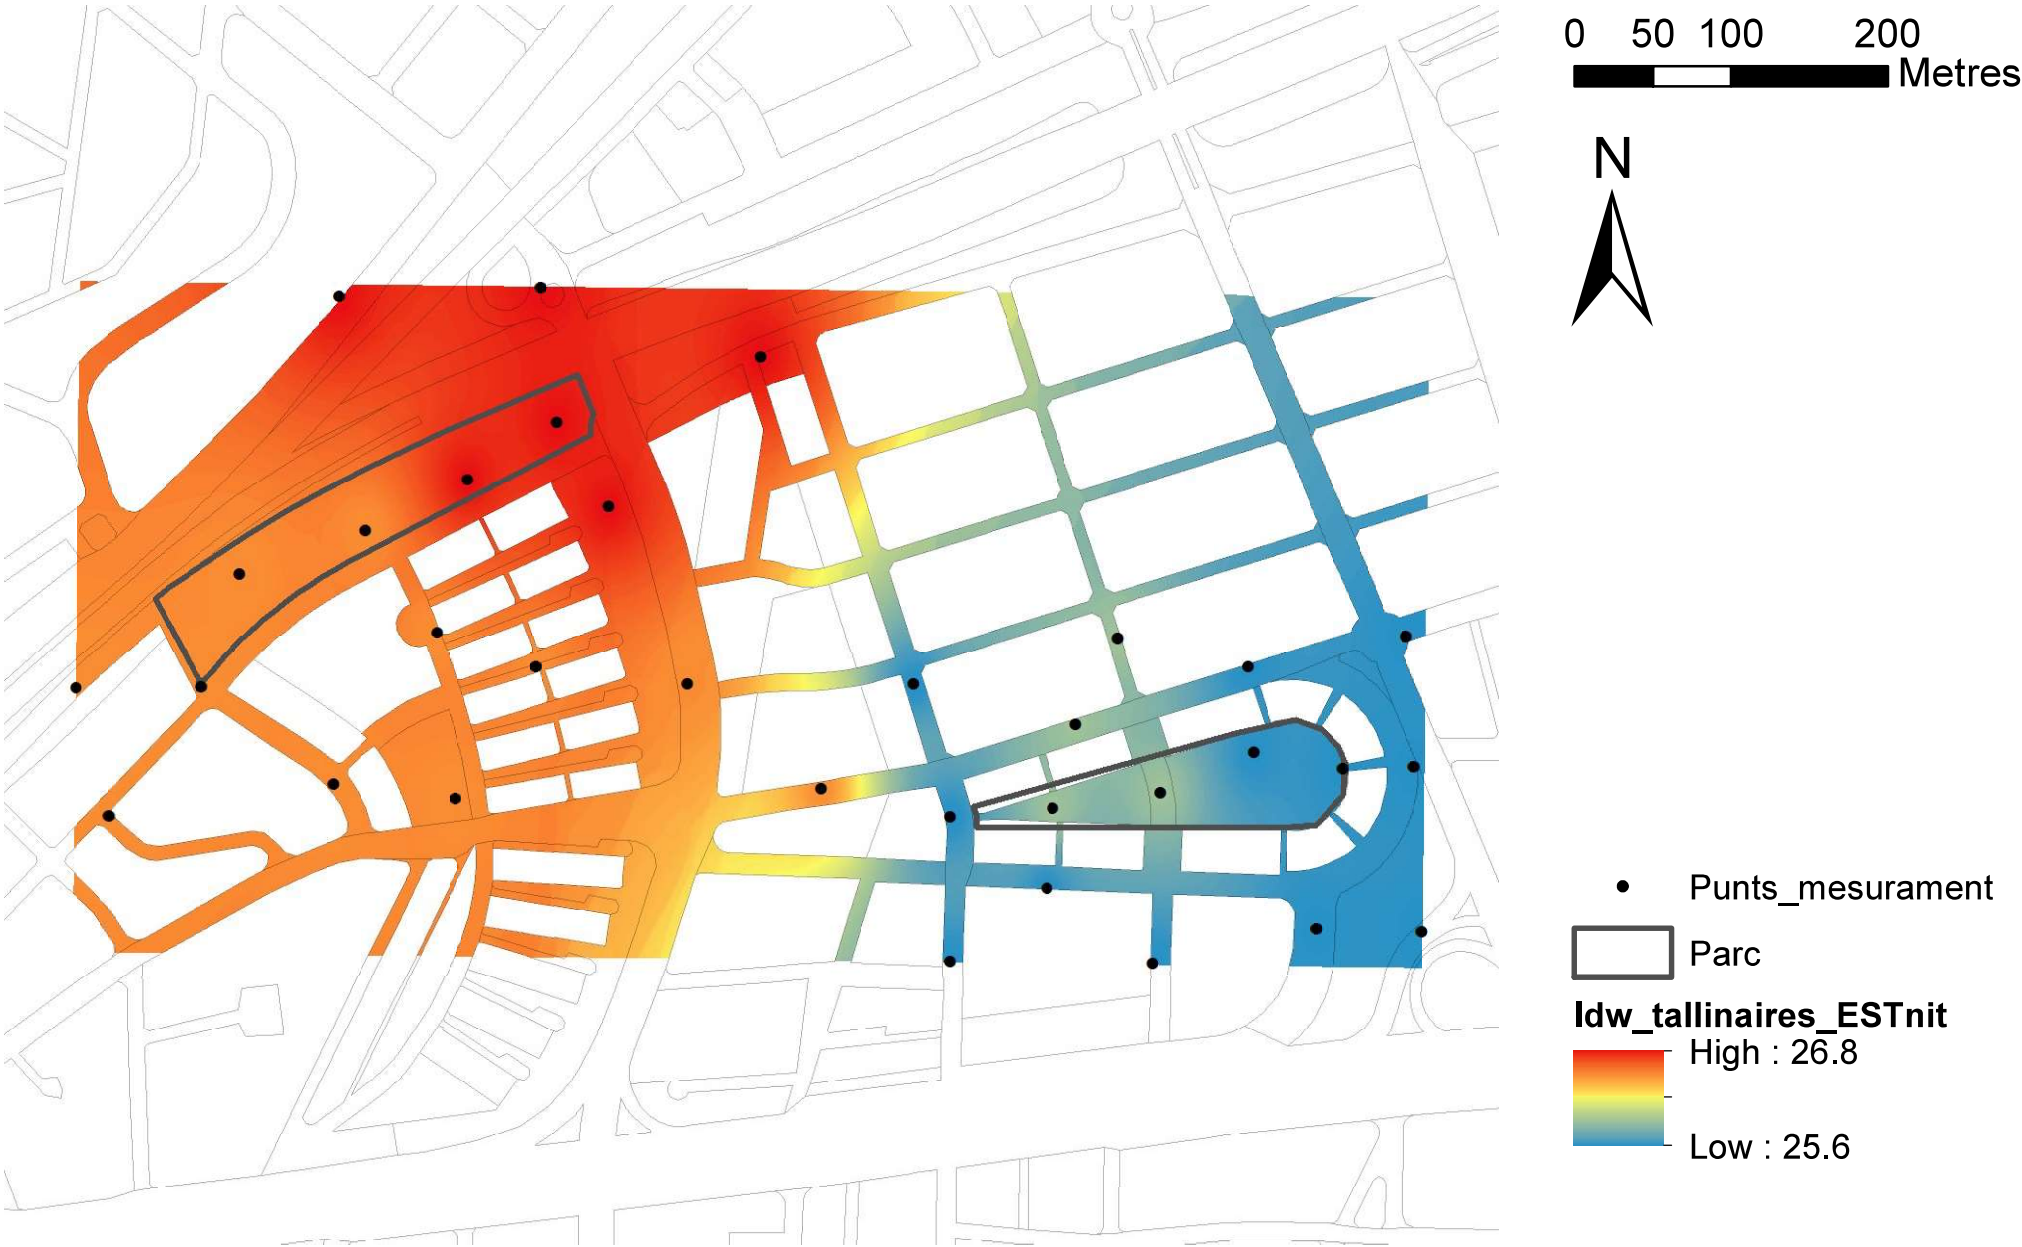 0 50 100 200
Metres
N
Punts_mesurament
Parc
Idw_tallinaires_ESTnit
High : 26.8
Low : 25.6